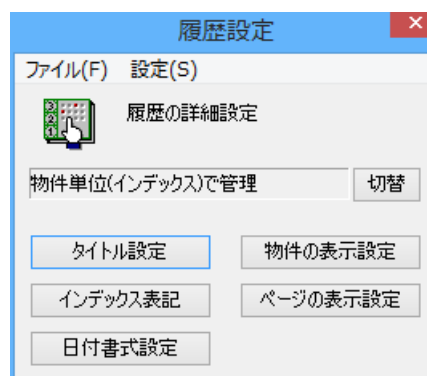 履歴設定
ファイル(F) 設定(S)
履歴の詳細設定
物件単位(インデックス)で管理 切替
タイトル設定 物件の表示設定
インデックス表記 ページの表示設定
日付書式設定